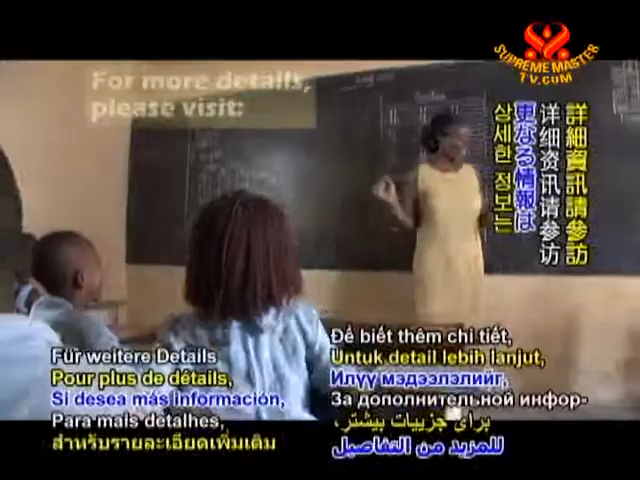 SUPREME MASTER
TV.COM
For more details,
please visit:
詳細資訊請參訪
详细资讯请参访
更なる情報は
상세한 정보는
Für weitere Details
Pour plus de détails,
Si desea más información,
Para mais detalhes,
สำหรับรายละเอียดเพิ่มเติม
Để biết thêm chi tiết,
Untuk detail lebih lanjut,
Илүү мэдээлэлийг,
За дополнительной инфор-
برای جزییات بیشتر،
للمزيد من التفاصيل